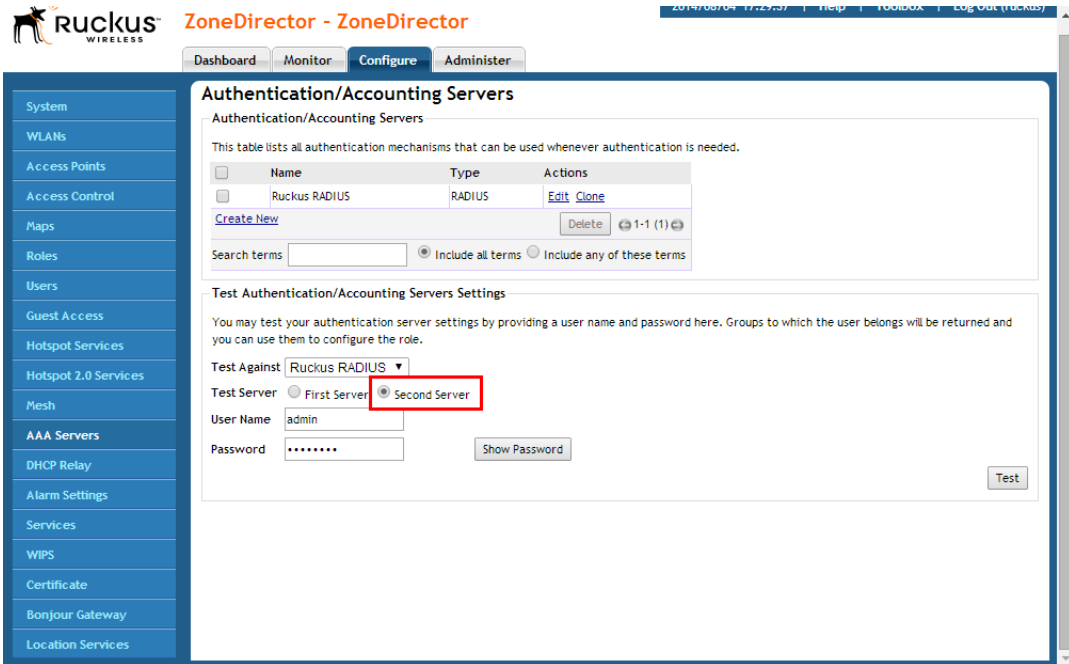 Ruckus WIRELESS ZoneDirector - ZoneDirector
2014/08/04 17:29:37 | Help | Toolbox | Log Out (ruckus)
Dashboard Monitor Configure Administer
System
WLANs
Access Points
Access Control
Maps
Roles
Users
Guest Access
Hotspot Services
Hotspot 2.0 Services
Mesh
AAA Servers
DHCP Relay
Alarm Settings
Services
WIPS
Certificate
Bonjour Gateway
Location Services
Authentication/Accounting Servers
Authentication/Accounting Servers
This table lists all authentication mechanisms that can be used whenever authentication is needed.
Name Type Actions
Ruckus RADIUS RADIUS Edit Clone
Create New Delete 1-1 (1)
Search terms Include all terms Include any of these terms
Test Authentication/Accounting Servers Settings
You may test your authentication server settings by providing a user name and password here. Groups to which the user belongs will be returned and
you can use them to configure the role.
Test Against Ruckus RADIUS
Test Server First Server Second Server
User Name admin
Password •••••••• Show Password
Test